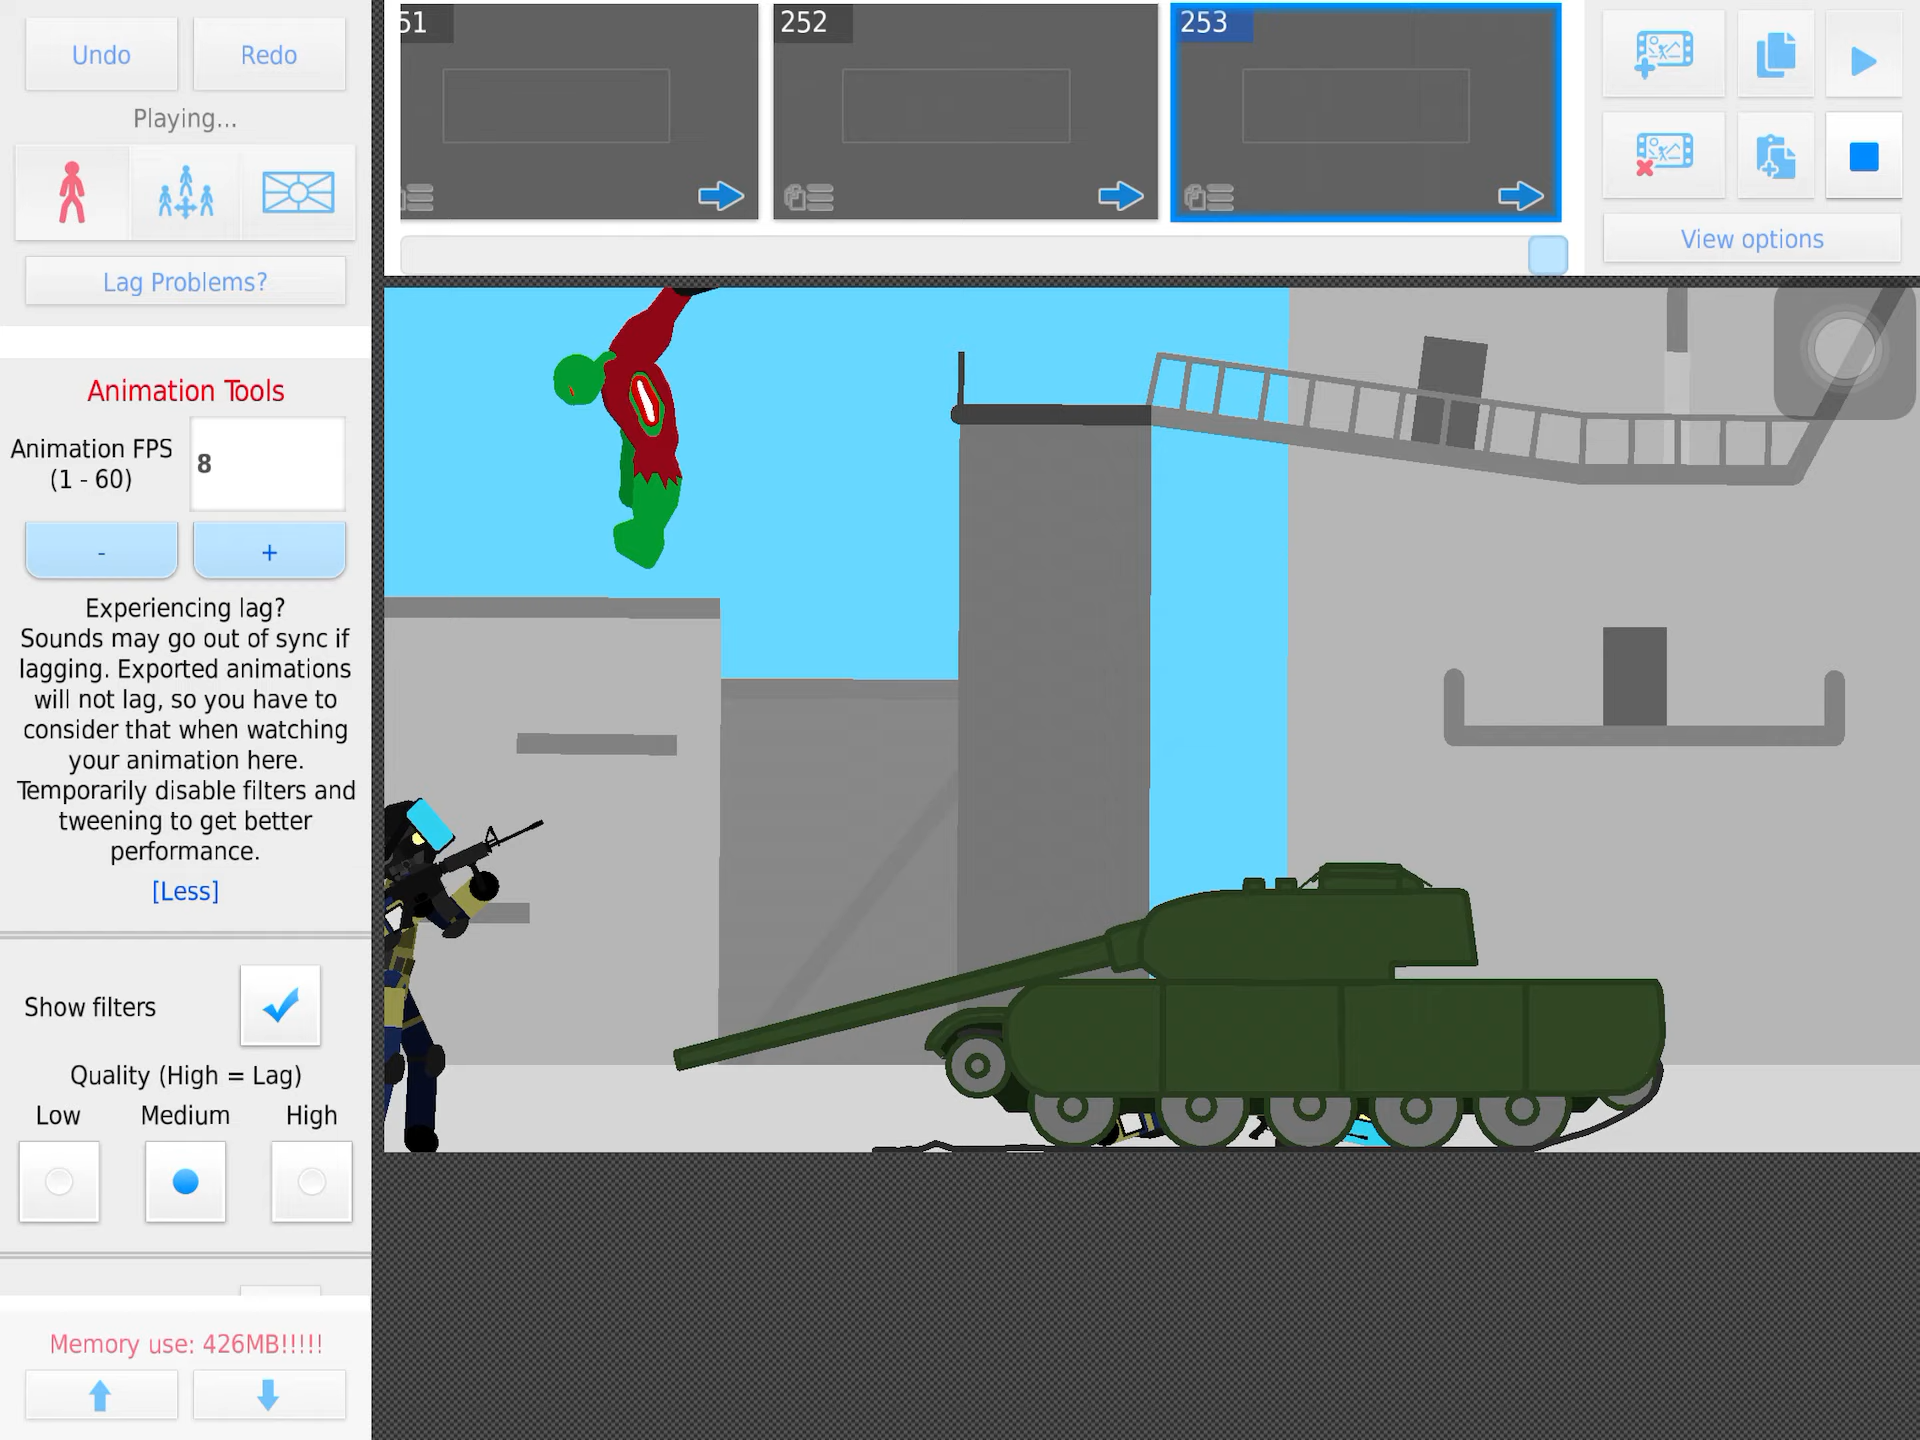 Undo
Redo
Playing...
Lag Problems?
Animation Tools
Animation FPS
(1 - 60)
8
-
+
Experiencing lag?
Sounds may go out of sync if
lagging. Exported animations
will not lag, so you have to
consider that when watching
your animation here.
Temporarily disable filters and
tweening to get better
performance.
[Less]
Show filters
Quality (High = Lag)
Low
Medium
High
Memory use: 426MB!!!!!
51
252
253
View options